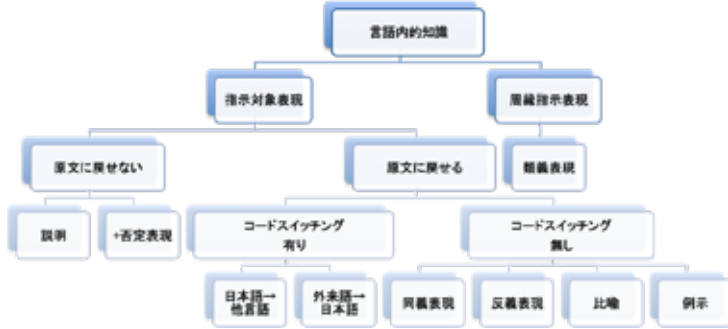 言語内的知識
指示対象表現
周縁指示表現
原文に戻せない
原文に戻せる
類義表現
説明
+否定表現
コードスイッチング
有り
コードスイッチング
無し
日本語→
他言語
外来語→
日本語
同義表現
反義表現
比喩
例示